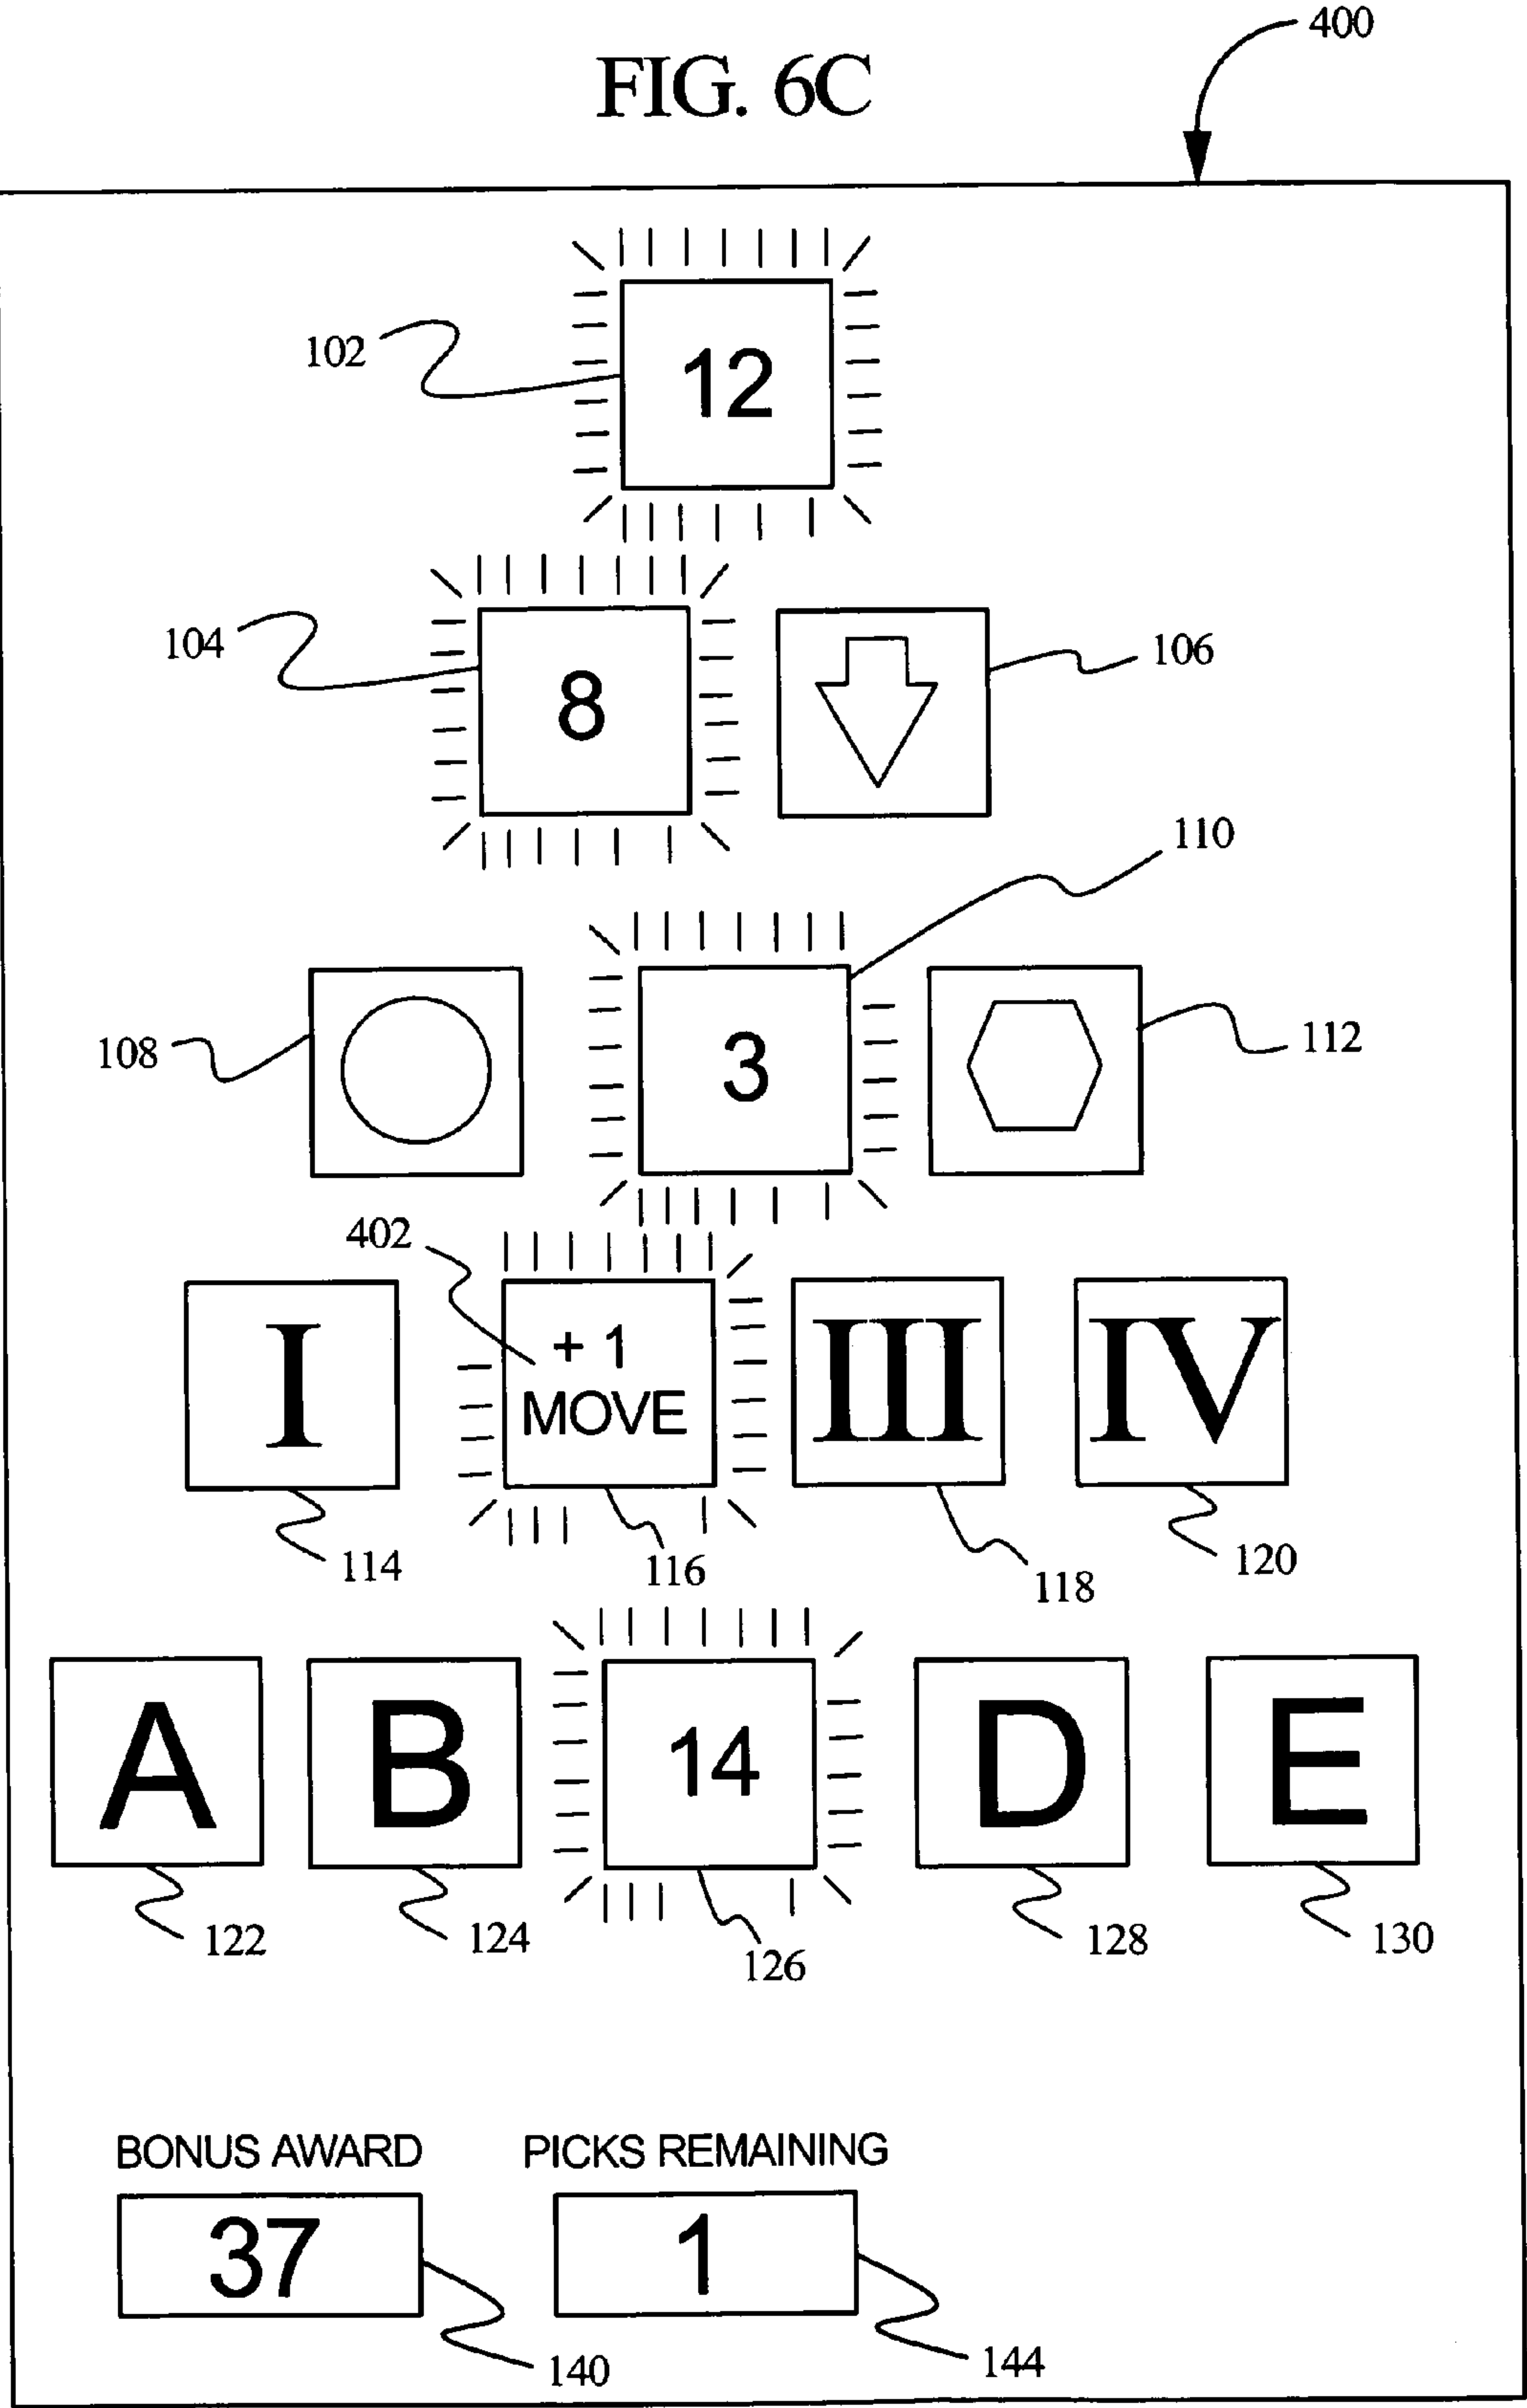 400
FIG. 6C
102
12
104
8
106
110
108
3
112
402
I
+ 1
MOVE
III
IV
114
116
118
120
A
B
14
D
E
122
124
126
128
130
BONUS AWARD
PICKS REMAINING
37
1
140
144